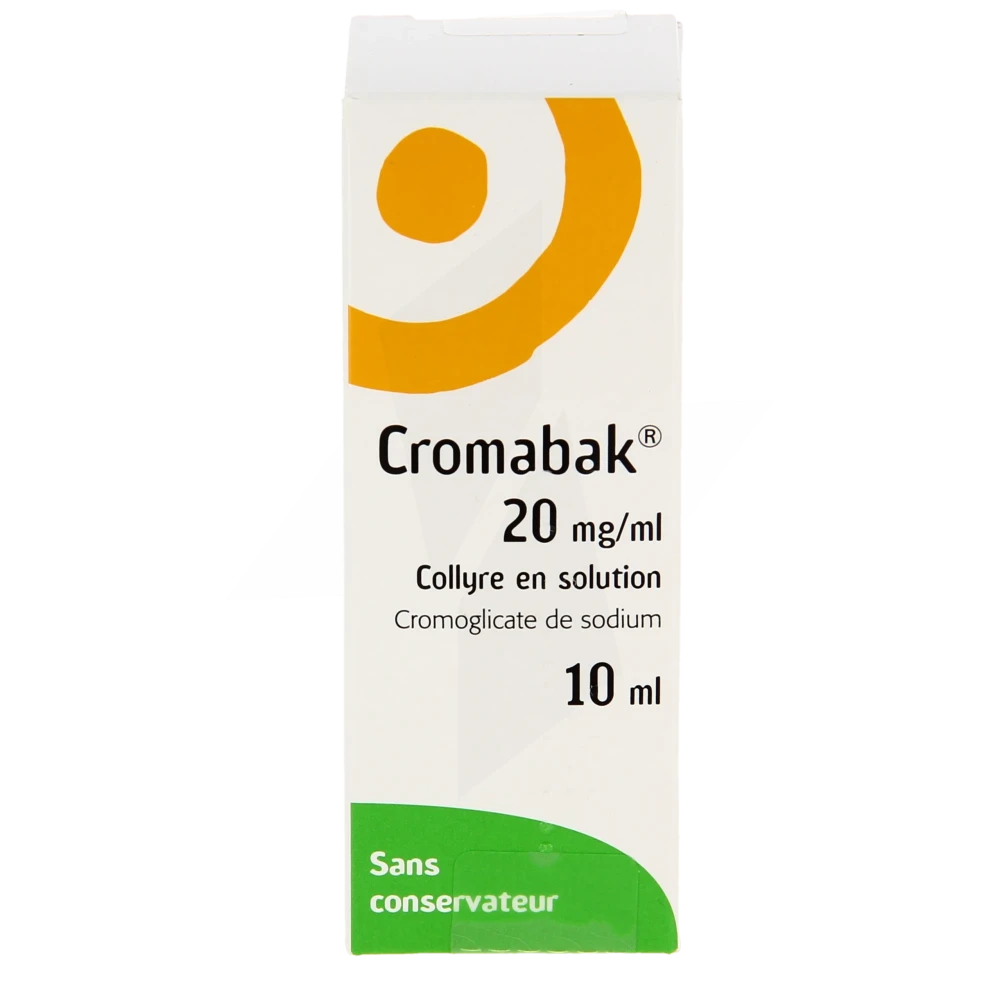 Cromabak®
20 mg/ml
Collyre en solution
Cromoglicate de sodium
10 ml
Sans
conservateur